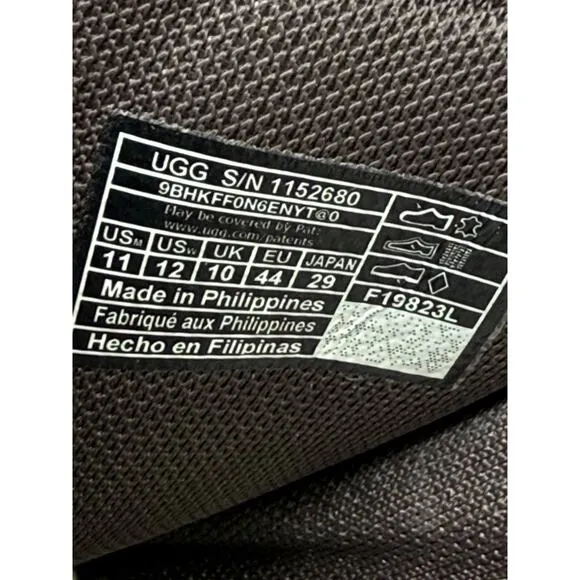 UGG S/N 1152680
9BHKFF0N6ENYT@0
May be covered by Pat:
www.ugg.com/patents
USM USW UK EU JAPAN
11 12 10 44 29
Made in Philippines
Fabriqué aux Philippines
Hecho en Filipinas
F19823L